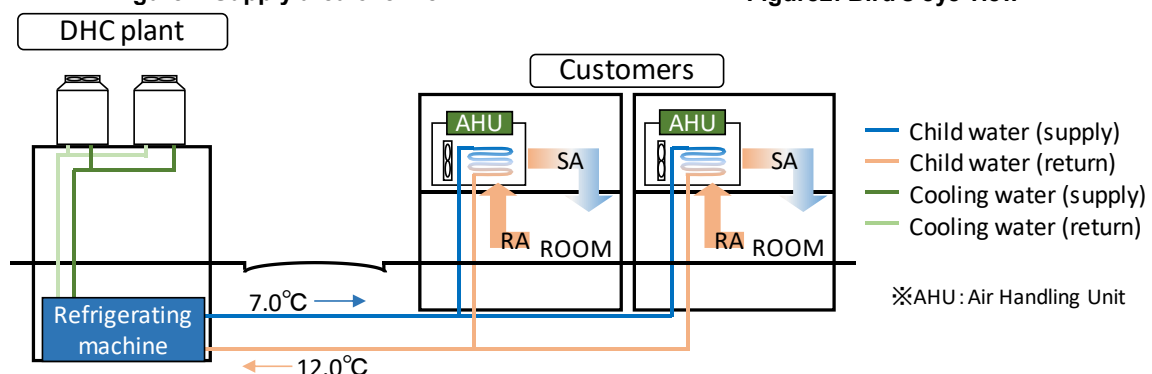 DHC plant
Customers
AHU
SA
RA
ROOM
AHU
SA
RA
ROOM
Child water (supply)
Child water (return)
Cooling water (supply)
Cooling water (return)
※AHU : Air Handling Unit
Refrigerating
machine
7.0℃
12.0℃